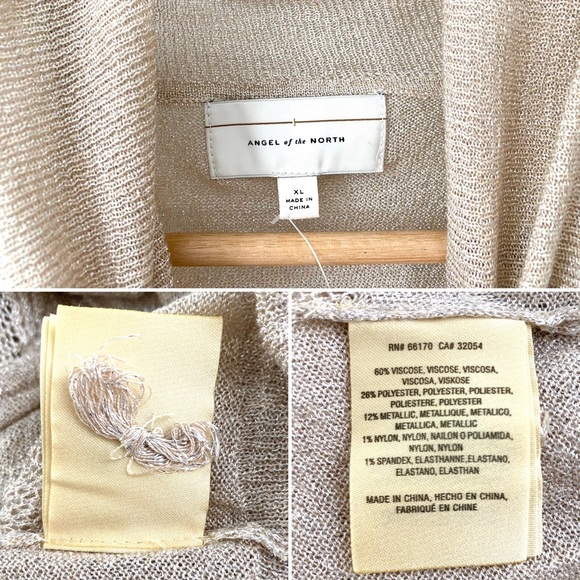 ANGEL of the NORTH
XL
MADE IN
CHINA
RN# 66170 CA# 32054
60% VISCOSE, VISCOSE, VISCOSA,
VISCOSA, VISKOSE
26% POLYESTER, POLYESTER, POLIESTER,
POLIESTERE, POLYESTER
12% METALLIC, METALLIQUE, METALICO,
METALLICA, METALLIC
1% NYLON, NYLON, NAILON O POLIAMIDA,
NYLON, NYLON
1% SPANDEX, ELASTHANNE, ELASTANO,
ELASTANO, ELASTHAN
MADE IN CHINA, HECHO EN CHINA,
FABRIQUÉ EN CHINE